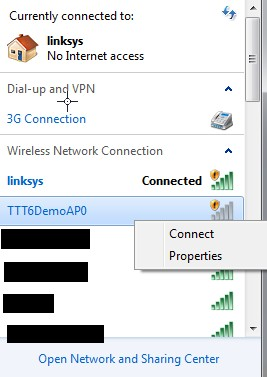 Currently connected to:
linksys
No Internet access
Dial-up and VPN
3G Connection
Wireless Network Connection
linksys Connected
TTT6DemoAP0
Connect
Properties
Open Network and Sharing Center